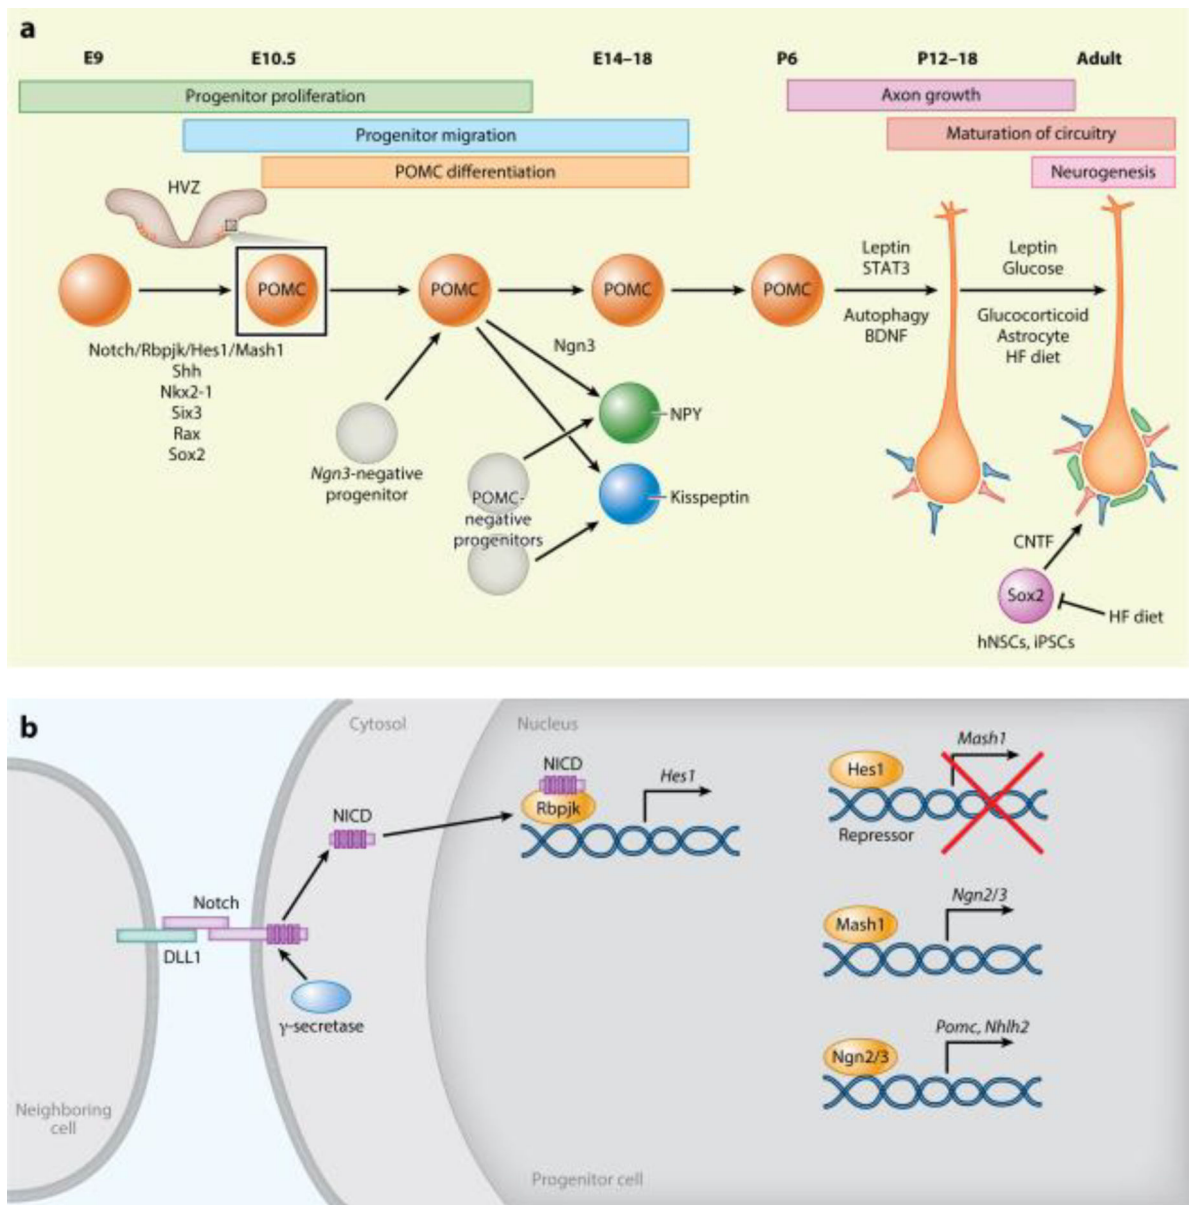 a
E9 E10.5 E14–18 P6 P12–18 Adult
Progenitor proliferation
Axon growth
Progenitor migration
Maturation of circuitry
POMC differentiation
Neurogenesis
HVZ
POMC
POMC
POMC
POMC
Notch/Rbpjk/Hes1/Mash1
Shh
Nkx2-1
Six3
Rax
Sox2
Ngn3-negative
progenitor
Ngn3
NPY
Kisspeptin
POMC-
negative
progenitors
Leptin
STAT3
Autophagy
BDNF
Leptin
Glucose
Glucocorticoid
Astrocyte
HF diet
CNTF
Sox2
HF diet
hNSCs, iPSCs
b
Cytosol
Nucleus
NICD
Notch
DLL1
γ-secretase
Neighboring
cell
NICD
Rbpjk
Hes1
Hes1
Mash1
Repressor
Mash1
Ngn2/3
Ngn2/3
Pomc, Nhlh2
Progenitor cell